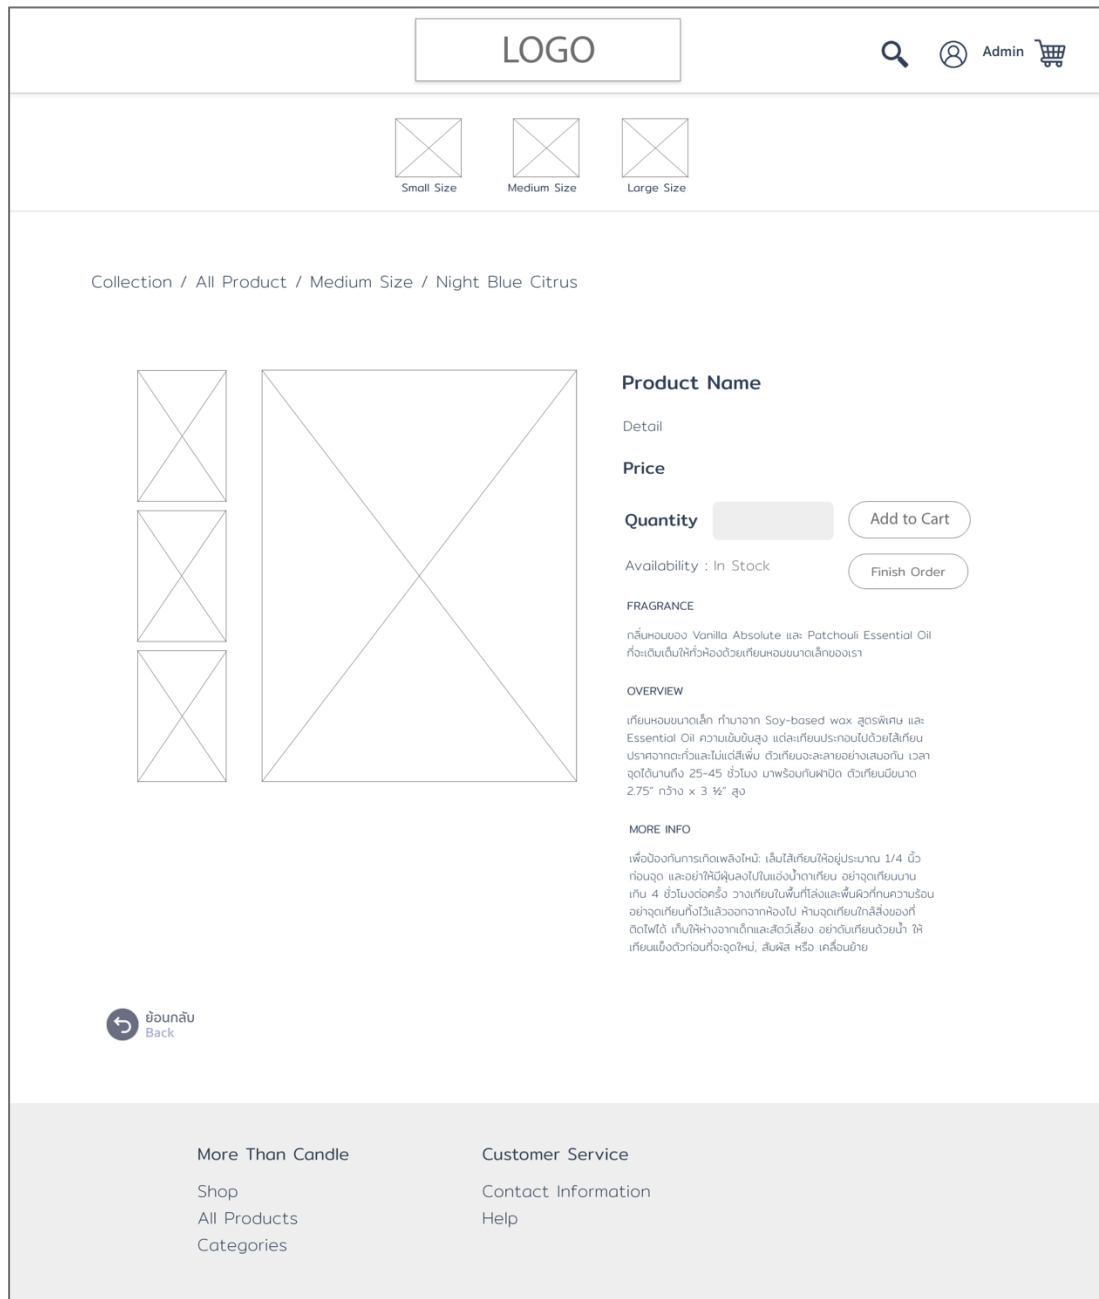 LOGO
Admin
Small Size
Medium Size
Large Size
Collection / All Product / Medium Size / Night Blue Citrus
Product Name
Detail
Price
Quantity
Add to Cart
Availability : In Stock
Finish Order
FRAGRANCE
กลิ่นหอมของ Vanilla Absolute และ Patchouli Essential Oil
ที่จะเติมเต็มให้ทั่วห้องด้วยเทียนหอมขนาดเล็กของเรา
OVERVIEW
เทียนหอมขนาดเล็ก ทำมาจาก Soy-based wax สูตรพิเศษ และ
Essential Oil ความเข้มข้นสูง แต่ละเทียนประกอบไปด้วยไส้เทียน
ปราศจากตะกั่วและไม่แต่สีเพิ่ม ตัวเทียนจะละลายอย่างเสมอกัน เวลา
จุดได้นานถึง 25-45 ชั่วโมง มาพร้อมกับฝาปิด ตัวเทียนมีขนาด
2.75” กว้าง x 3 ½” สูง
MORE INFO
เพื่อป้องกันการเกิดเพลิงไหม้: เล็มไส้เทียนให้อยู่ประมาณ 1/4 นิ้ว
ก่อนจุด และอย่าให้มีฝุ่นลงไปในแอ่งน้ำตาเทียน อย่าจุดเทียนนาน
เกิน 4 ชั่วโมงต่อครั้ง วางเทียนในพื้นที่โล่งและพื้นผิวที่ทนความร้อน
อย่าจุดเทียนทิ้งไว้แล้วออกจากห้องไป ห้ามจุดเทียนใกล้สิ่งของที่
ติดไฟได้ เก็บให้ห่างจากเด็กและสัตว์เลี้ยง อย่าดับเทียนด้วยน้ำ ให้
เทียนแข็งตัวก่อนที่จะจุดใหม่, สัมผัส หรือ เคลื่อนย้าย
ย้อนกลับ
Back
More Than Candle
Customer Service
Shop
Contact Information
All Products
Help
Categories